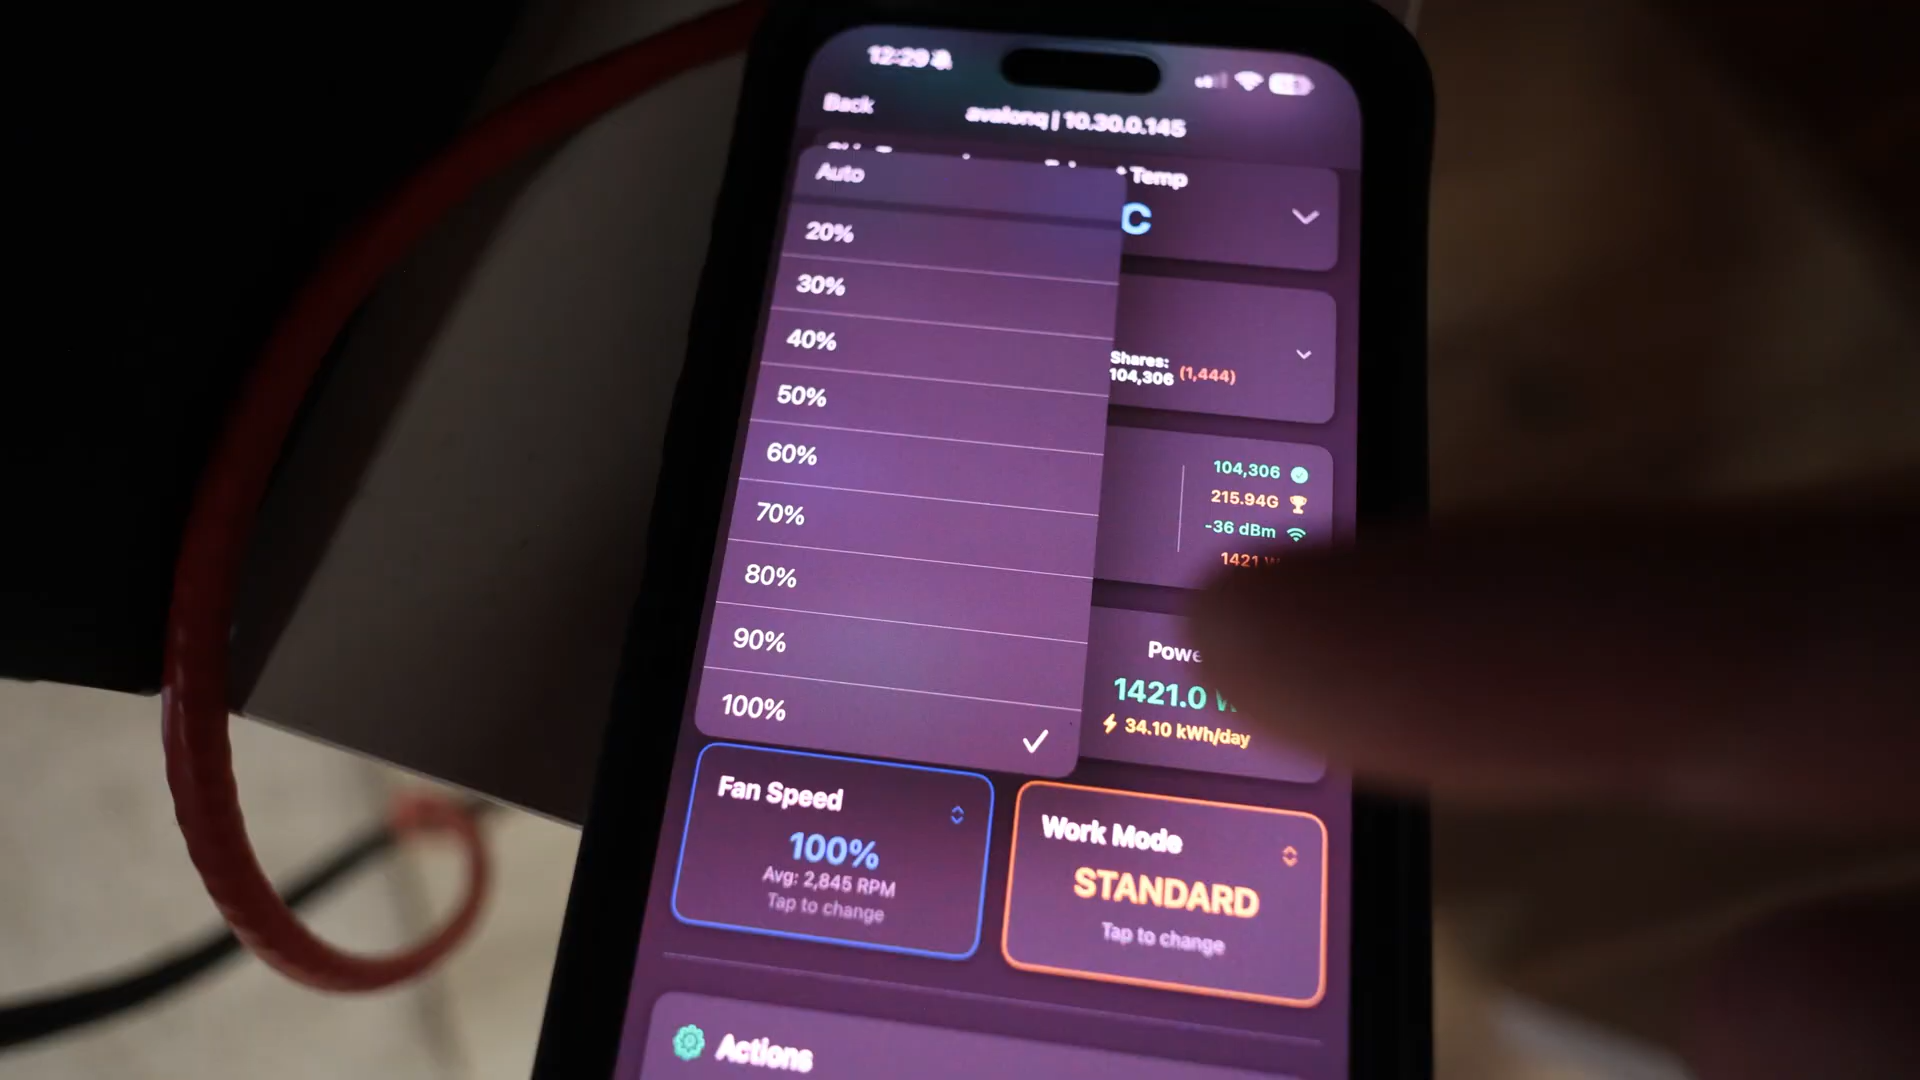 12:29
Back
avalonq | 10.30.0.145
Temp
C
Auto
20%
30%
40%
50%
60%
70%
80%
90%
100%
Shares:
104,306 (1,444)
104,306
215.94G
-36 dBm
1421
1421.0
34.10 kWh/day
Fan Speed
100%
Avg: 2,845 RPM
Tap to change
Work Mode
STANDARD
Tap to change
Actions